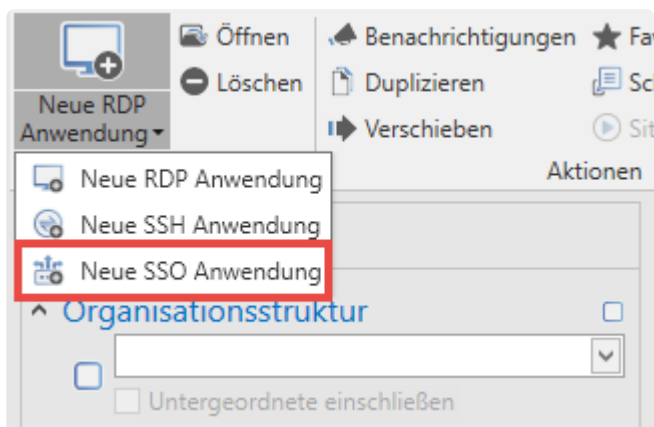 Öffnen
Benachrichtigungen
Löschen
Duplizieren
Neue RDP
Anwendung
Verschieben
Aktionen
Neue RDP Anwendung
Neue SSH Anwendung
Neue SSO Anwendung
Organisationsstruktur
Untergeordnete einschließen